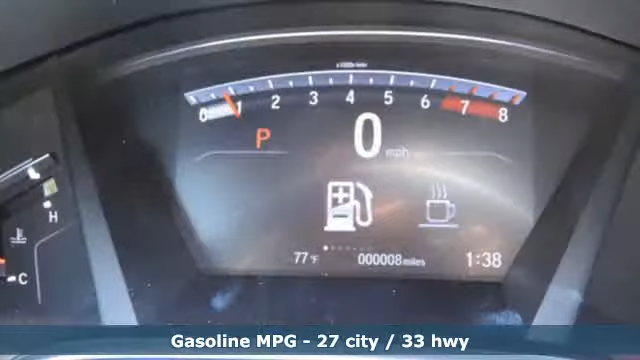 x1000r/min
0 1 2 3 4 5 6 7 8
P
0 mph
H
C
77°F 000008 miles 1:38
Gasoline MPG - 27 city / 33 hwy